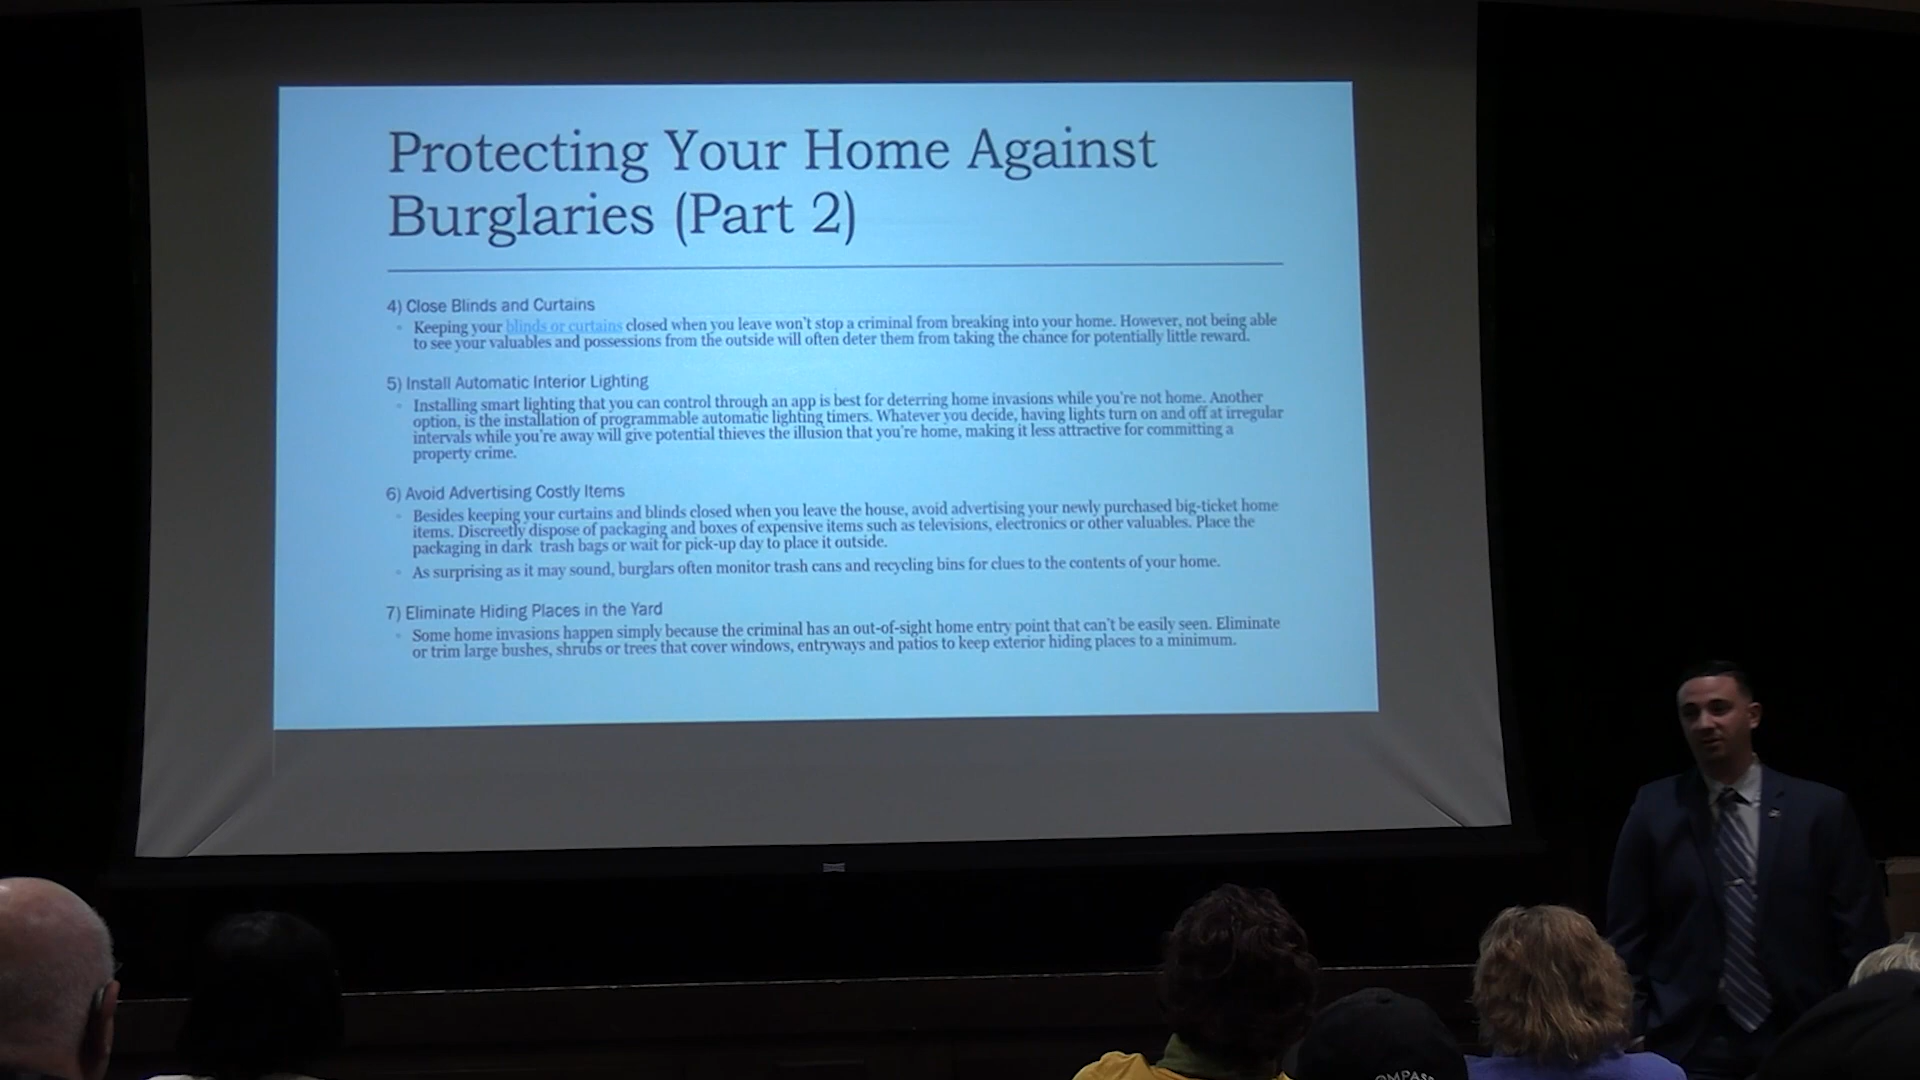 Protecting Your Home Against
Burglaries (Part 2)
4) Close Blinds and Curtains
Keeping your blinds or curtains closed when you leave won't stop a criminal from breaking into your home. However, not being able
to see your valuables and possessions from the outside will often deter them from taking the chance for potentially little reward.
5) Install Automatic Interior Lighting
Installing smart lighting that you can control through an app is best for deterring home invasions while you're not home. Another
option, is the installation of programmable automatic lighting timers. Whatever you decide, having lights turn on and off at irregular
intervals while you're away will give potential thieves the illusion that you're home, making it less attractive for committing a
property crime.
6) Avoid Advertising Costly Items
Besides keeping your curtains and blinds closed when you leave the house, avoid advertising your newly purchased big-ticket home
items. Discreetly dispose of packaging and boxes of expensive items such as televisions, electronics or other valuables. Place the
packaging in dark trash bags or wait for pick-up day to place it outside.
As surprising as it may sound, burglars often monitor trash cans and recycling bins for clues to the contents of your home.
7) Eliminate Hiding Places in the Yard
Some home invasions happen simply because the criminal has an out-of-sight home entry point that can't be easily seen. Eliminate
or trim large bushes, shrubs or trees that cover windows, entryways and patios to keep exterior hiding places to a minimum.